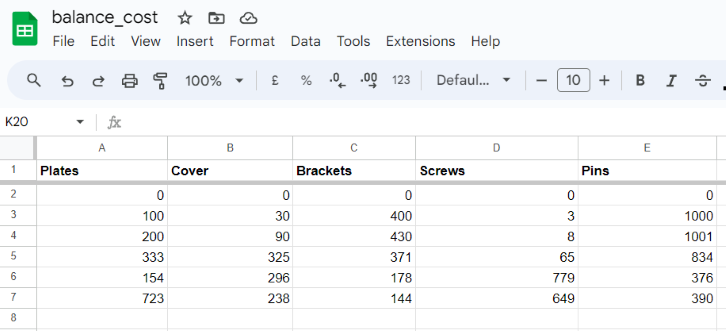 balance_cost
File Edit View Insert Format Data Tools Extensions Help
100% £ % .0 .00 123 Defaul... − 10 + B I
K20 fx
A B C D E
1 Plates Cover Brackets Screws Pins
2 0 0 0 0 0
3 100 30 400 3 1000
4 200 90 430 8 1001
5 333 325 371 65 834
6 154 296 178 779 376
7 723 238 144 649 390
8